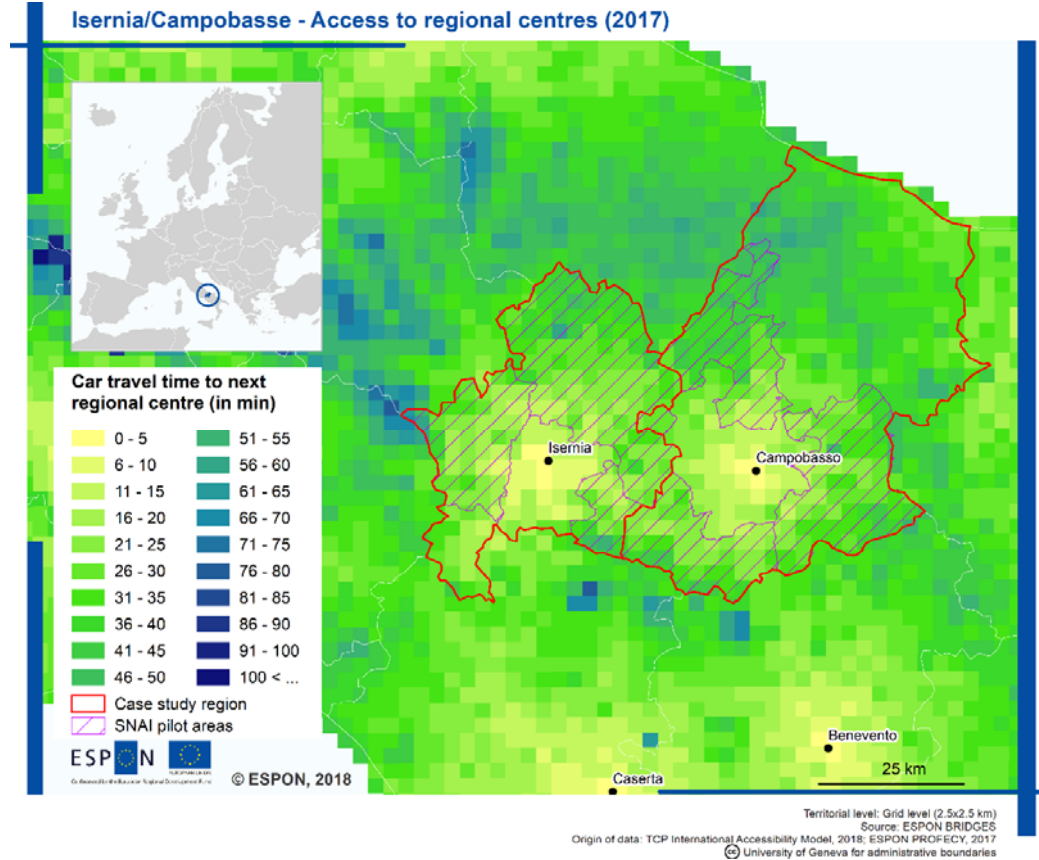 Isernia/Campobasse - Access to regional centres (2017)
Isernia
Campobasso
Car travel time to next
regional centre (in min)
0 - 5
6 - 10
11 - 15
16 - 20
21 - 25
26 - 30
31 - 35
36 - 40
41 - 45
46 - 50
51 - 55
56 - 60
61 - 65
66 - 70
71 - 75
76 - 80
81 - 85
86 - 90
91 - 100
100 < ...
Case study region
SNAI pilot areas
ESPON
© ESPON, 2018
Benevento
Caserta
25 km
Territorial level: Grid level (2.5x2.5 km)
Source: ESPON BRIDGES
Origin of data: TCP International Accessibility Model, 2018; ESPON PROFECY, 2017
University of Geneva for administrative boundaries